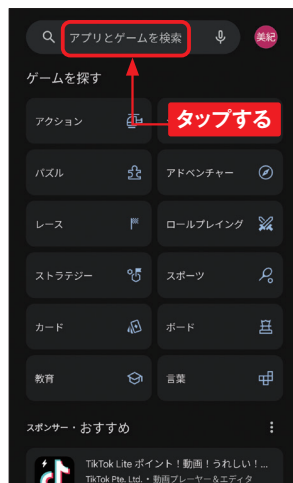 アプリとゲームを検索
美紀
ゲームを探す
アクション
タップする
パズル
アドベンチャー
レース
ロールプレイング
ストラテジー
スポーツ
カード
ボード
教育
言葉
スポンサー・おすすめ
TikTok Lite ポイント！動画！うれしい！...
TikTok Pte. Ltd.・動画プレーヤー＆エディタ